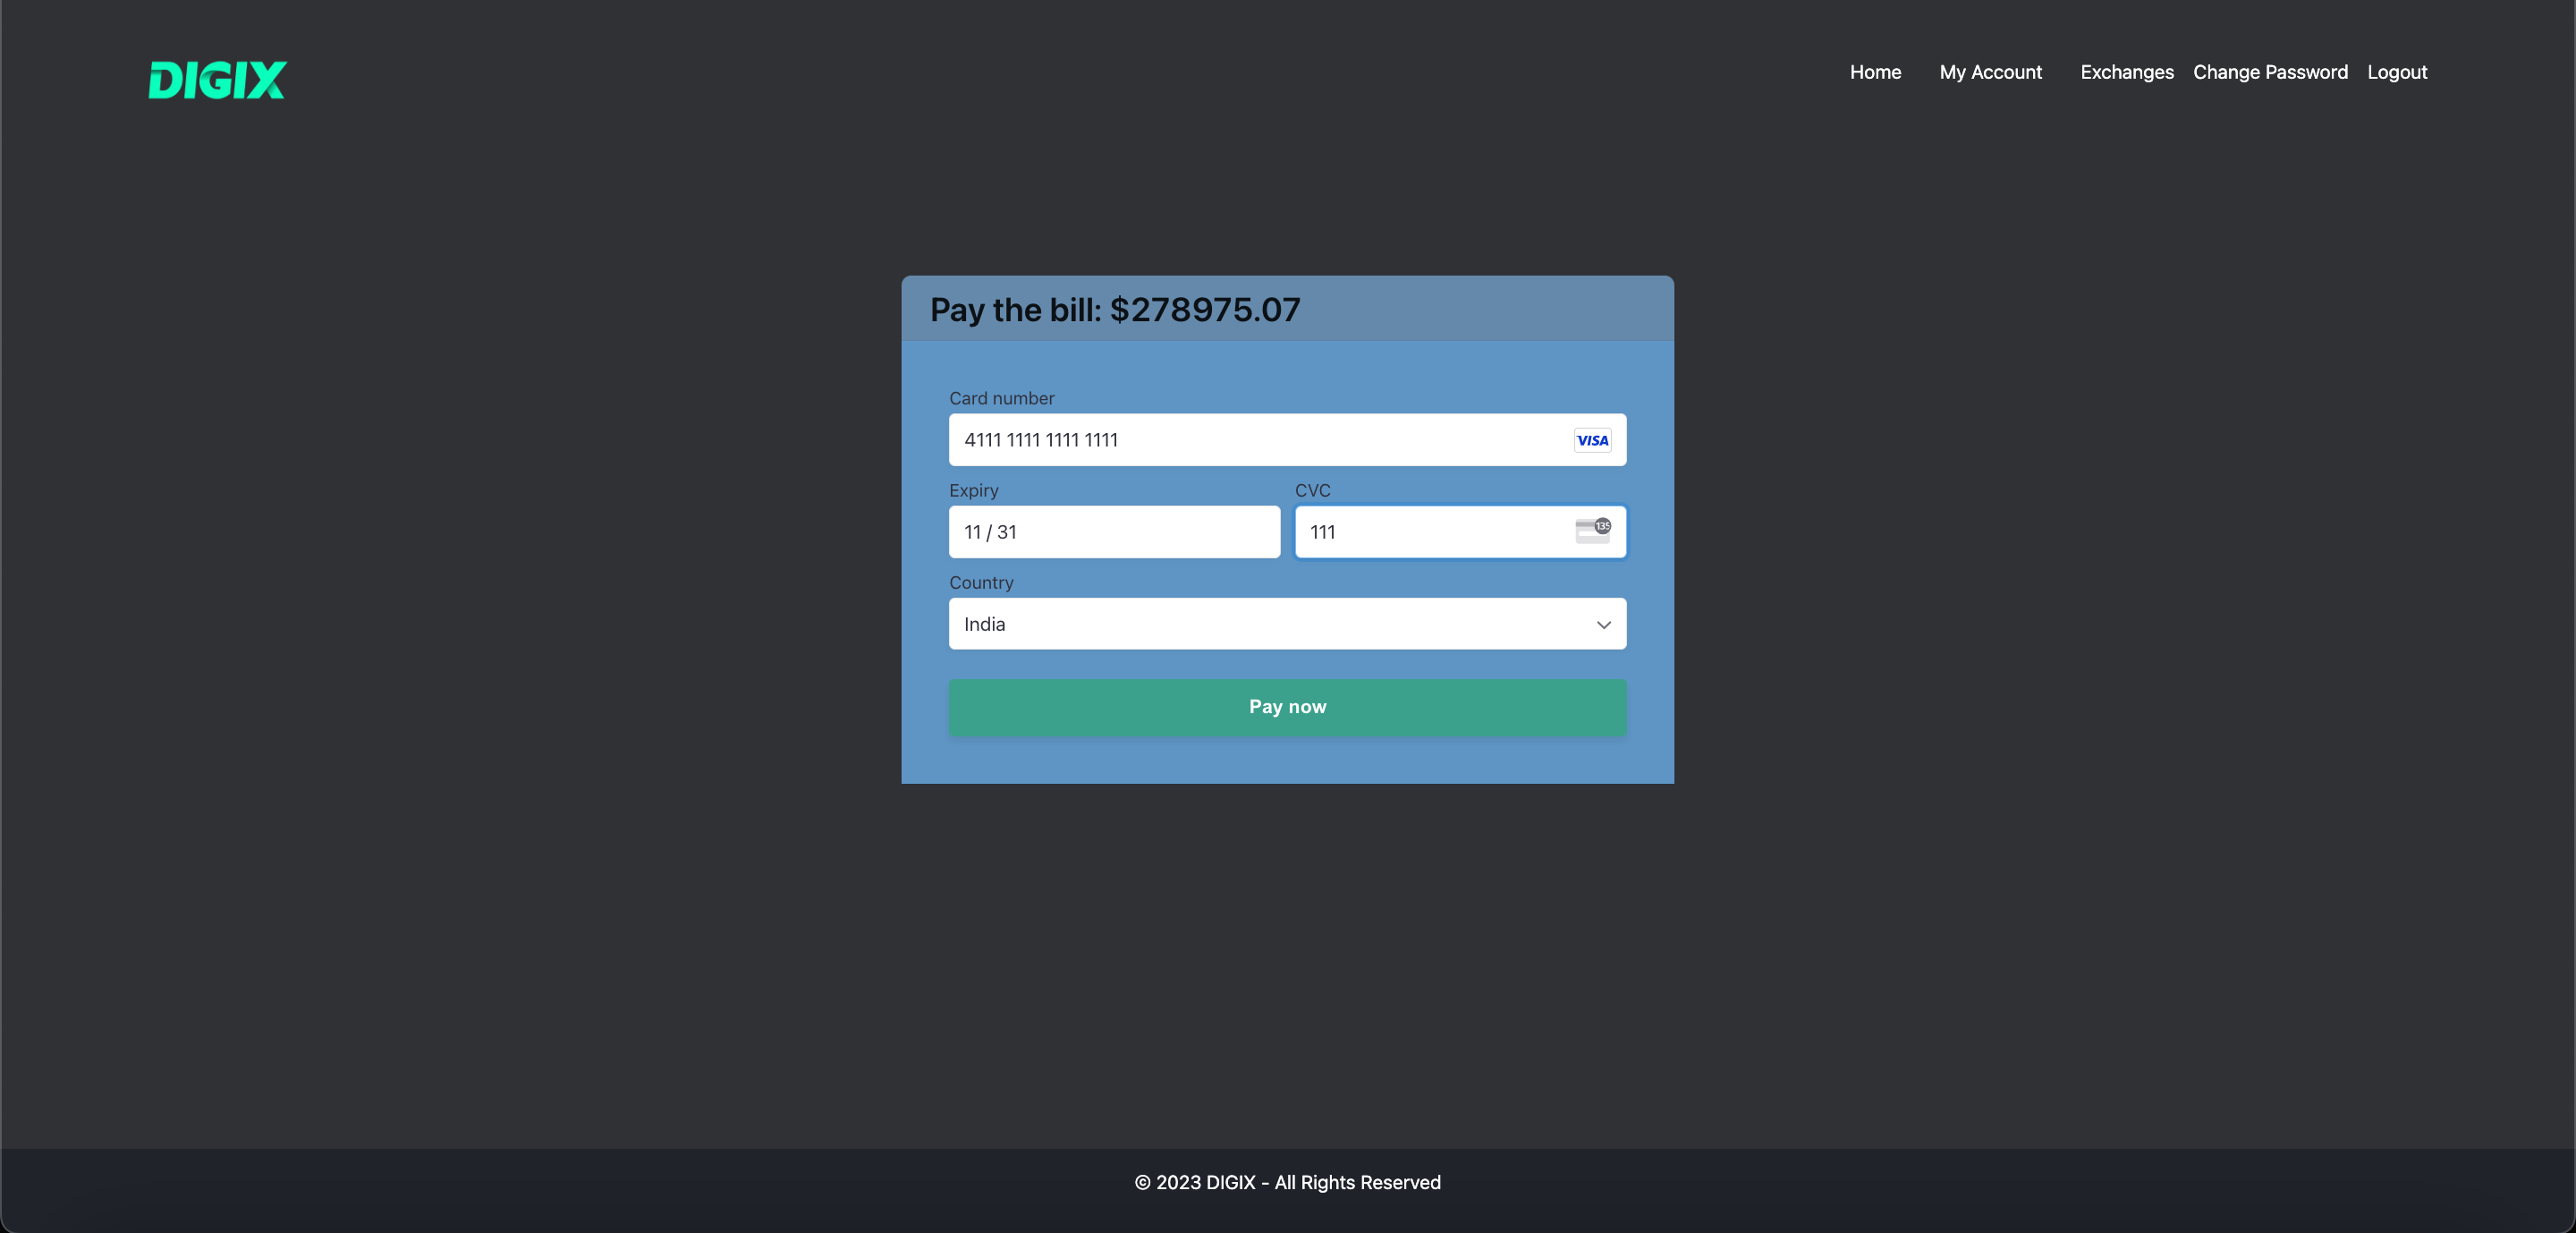 DIGIX
Home My Account Exchanges Change Password Logout
Pay the bill: $278975.07
Card number
4111 1111 1111 1111 VISA
Expiry CVC
11 / 31 111 135
Country
India
Pay now
© 2023 DIGIX - All Rights Reserved